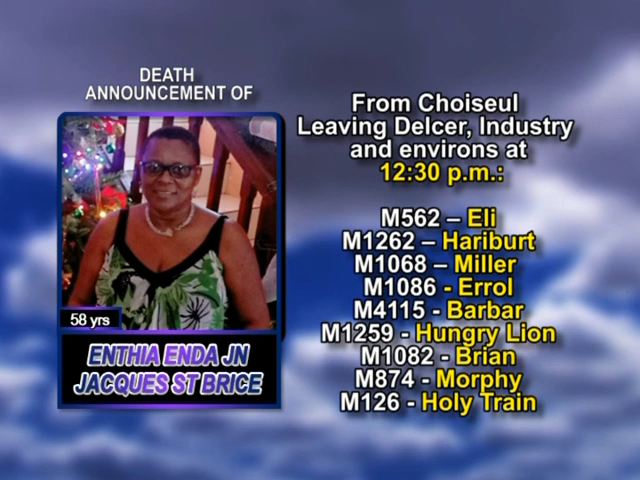 DEATH
ANNOUNCEMENT OF
58 yrs
ENTHIA ENDA JN
JACQUES ST BRICE
From Choiseul
Leaving Delcer, Industry
and environs at
12:30 p.m.:
M562 – Eli
M1262 – Hariburt
M1068 – Miller
M1086 - Errol
M4115 - Barbar
M1259 - Hungry Lion
M1082 - Brian
M874 - Morphy
M126 - Holy Train